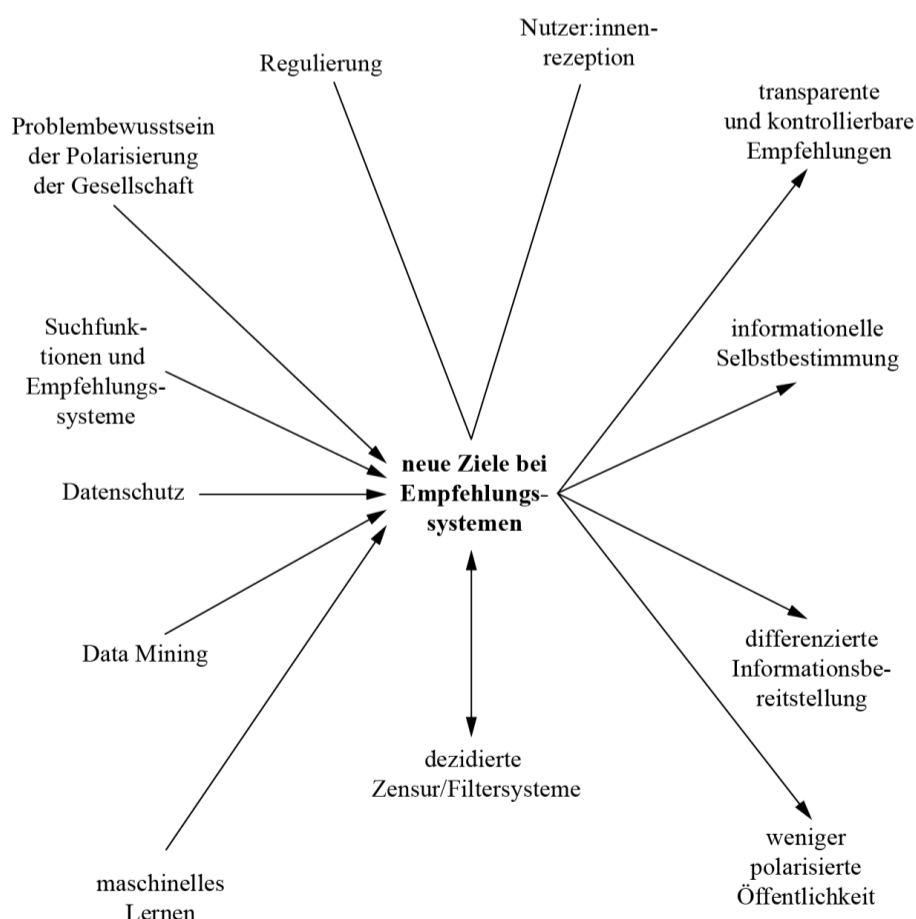 Nutzer:innen-
rezeption
Regulierung
transparente
und kontrollierbare
Empfehlungen
Problembewusstsein
der Polarisierung
der Gesellschaft
Suchfunk-
tionen und
Empfehlungs-
systeme
informationelle
Selbstbestimmung
neue Ziele bei
Empfehlungs-
systemen
Datenschutz
Data Mining
differenzierte
Informationsbe-
reitstellung
dezidierte
Zensur/Filtersysteme
weniger
polarisierte
Öffentlichkeit
maschinelles
Lernen